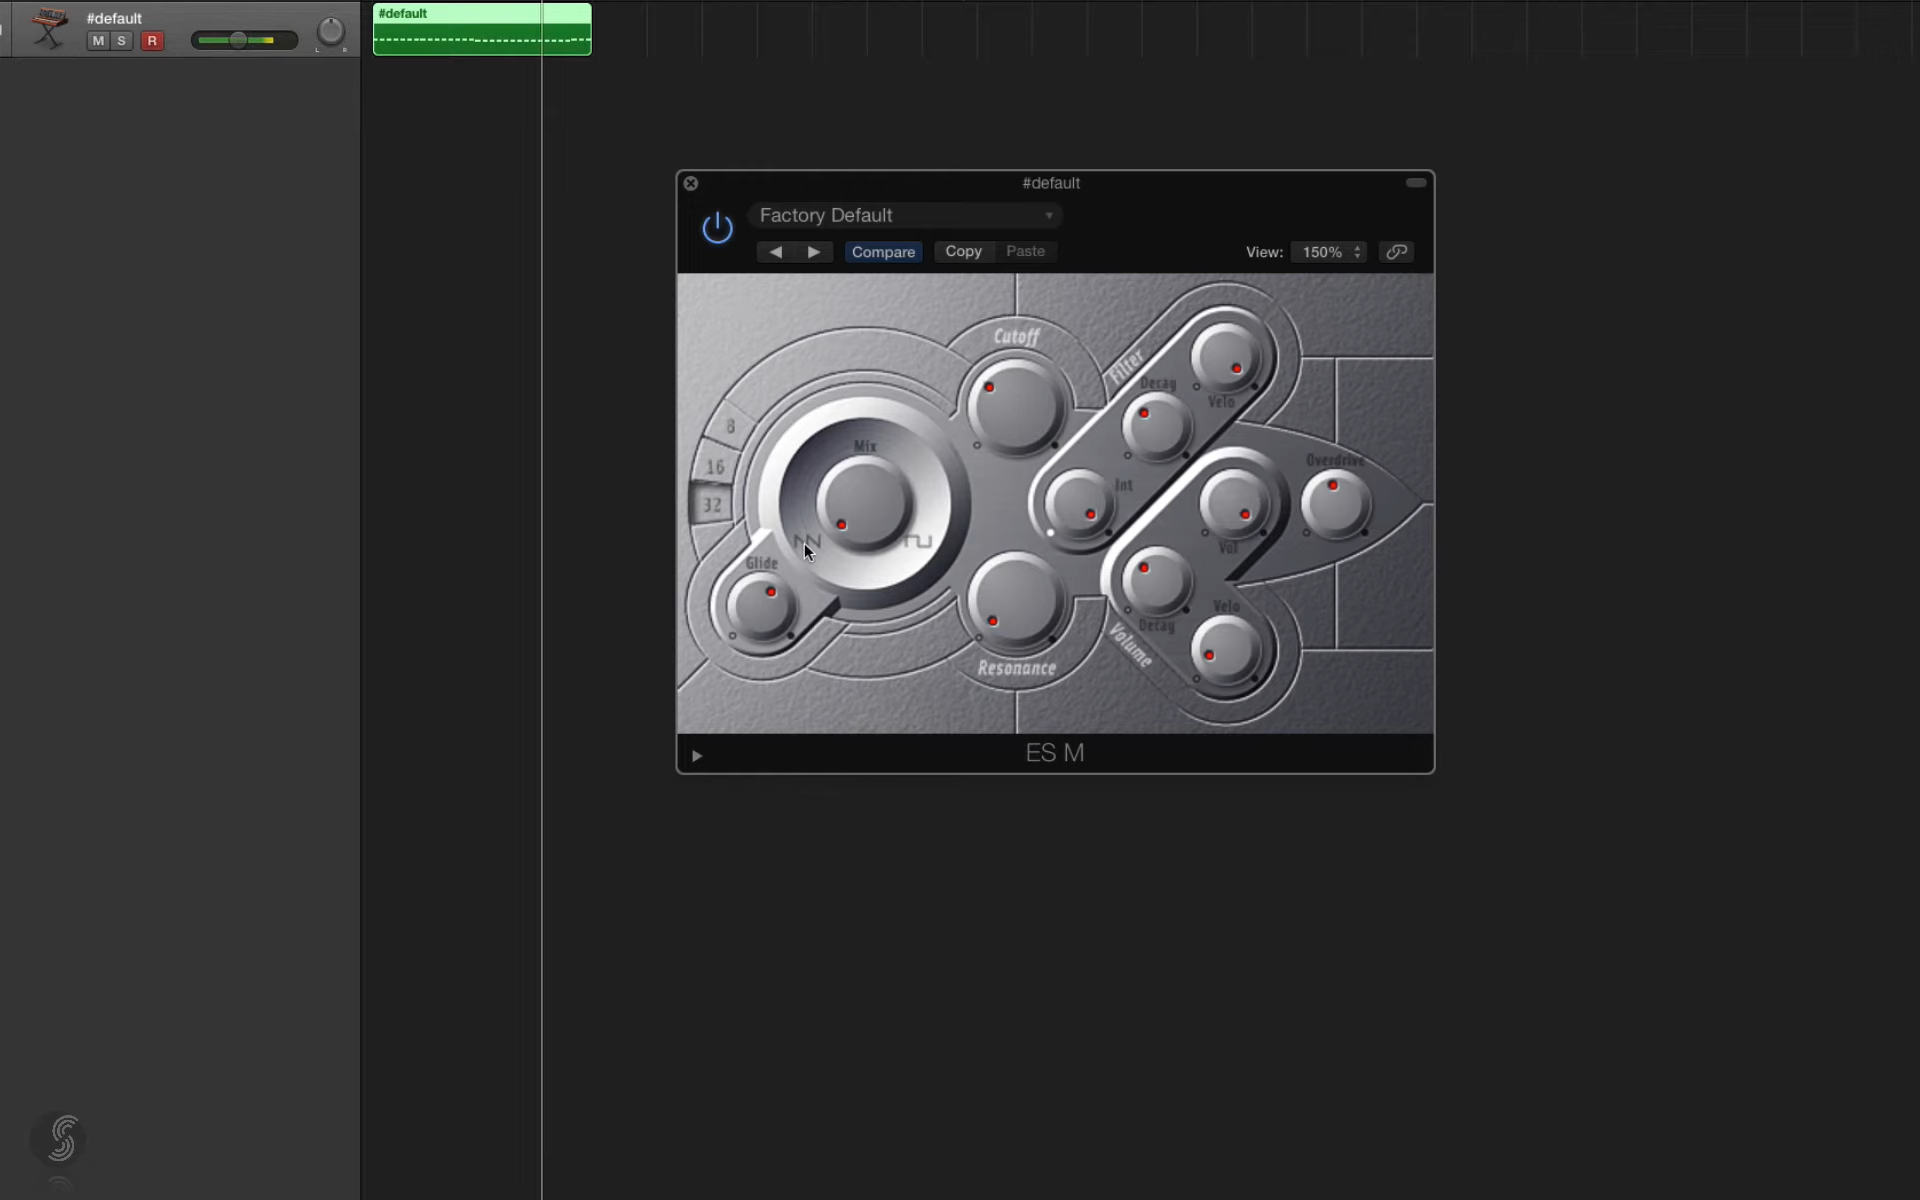 #default
M S R
L R
#default
#default
Factory Default
Compare Copy Paste
View: 150%
Cutoff
Filter
Decay
Velo
8
16
32
Mix
Int
Overdrive
Vol
Glide
Velo
Decay
Volume
Resonance
ES M